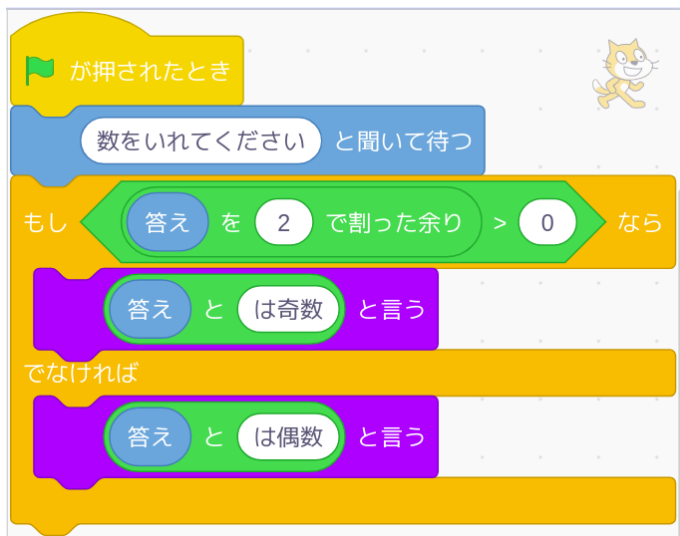 が押されたとき
数をいれてください と聞いて待つ
もし 答え を 2 で割った余り > 0 なら
答え と は奇数 と言う
でなければ
答え と は偶数 と言う